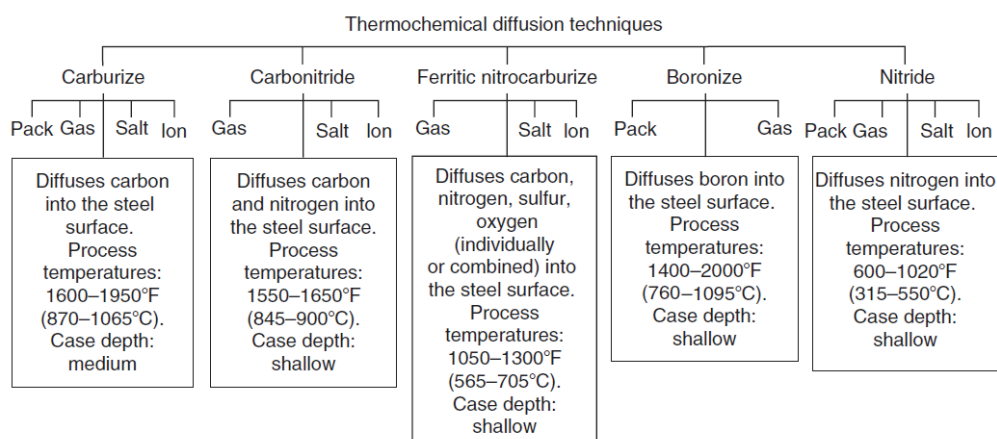 Thermochemical diffusion techniques
Carburize
Carbonitride
Ferritic nitrocarburize
Boronize
Nitride
Pack Gas Salt Ion
Gas Salt Ion
Gas Salt Ion
Pack Gas
Pack Gas Salt Ion
Diffuses carbon
into the steel
surface.
Process
temperatures:
1600–1950°F
(870–1065°C).
Case depth:
medium
Diffuses carbon
and nitrogen into
the steel surface.
Process
temperatures:
1550–1650°F
(845–900°C).
Case depth:
shallow
Diffuses carbon,
nitrogen, sulfur,
oxygen
(individually
or combined) into
the steel surface.
Process
temperatures:
1050–1300°F
(565–705°C).
Case depth:
shallow
Diffuses boron into
the steel surface.
Process
temperatures:
1400–2000°F
(760–1095°C).
Case depth:
shallow
Diffuses nitrogen into
the steel surface.
Process
temperatures:
600–1020°F
(315–550°C).
Case depth:
shallow